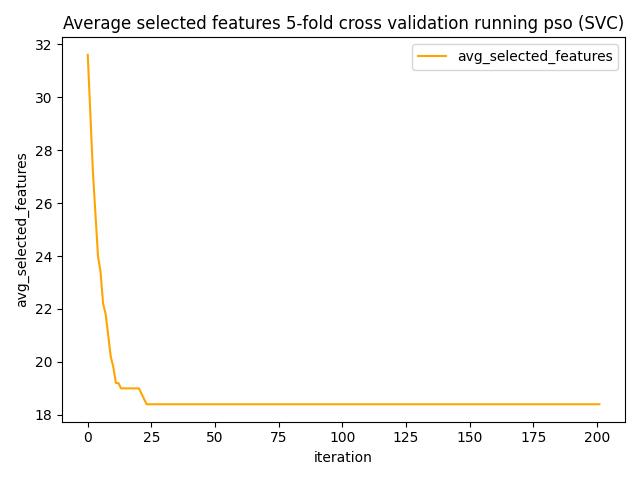 Average selected features 5-fold cross validation running pso (SVC)
avg_selected_features
32
30
28
26
24
22
20
18
avg_selected_features
0 25 50 75 100 125 150 175 200
iteration